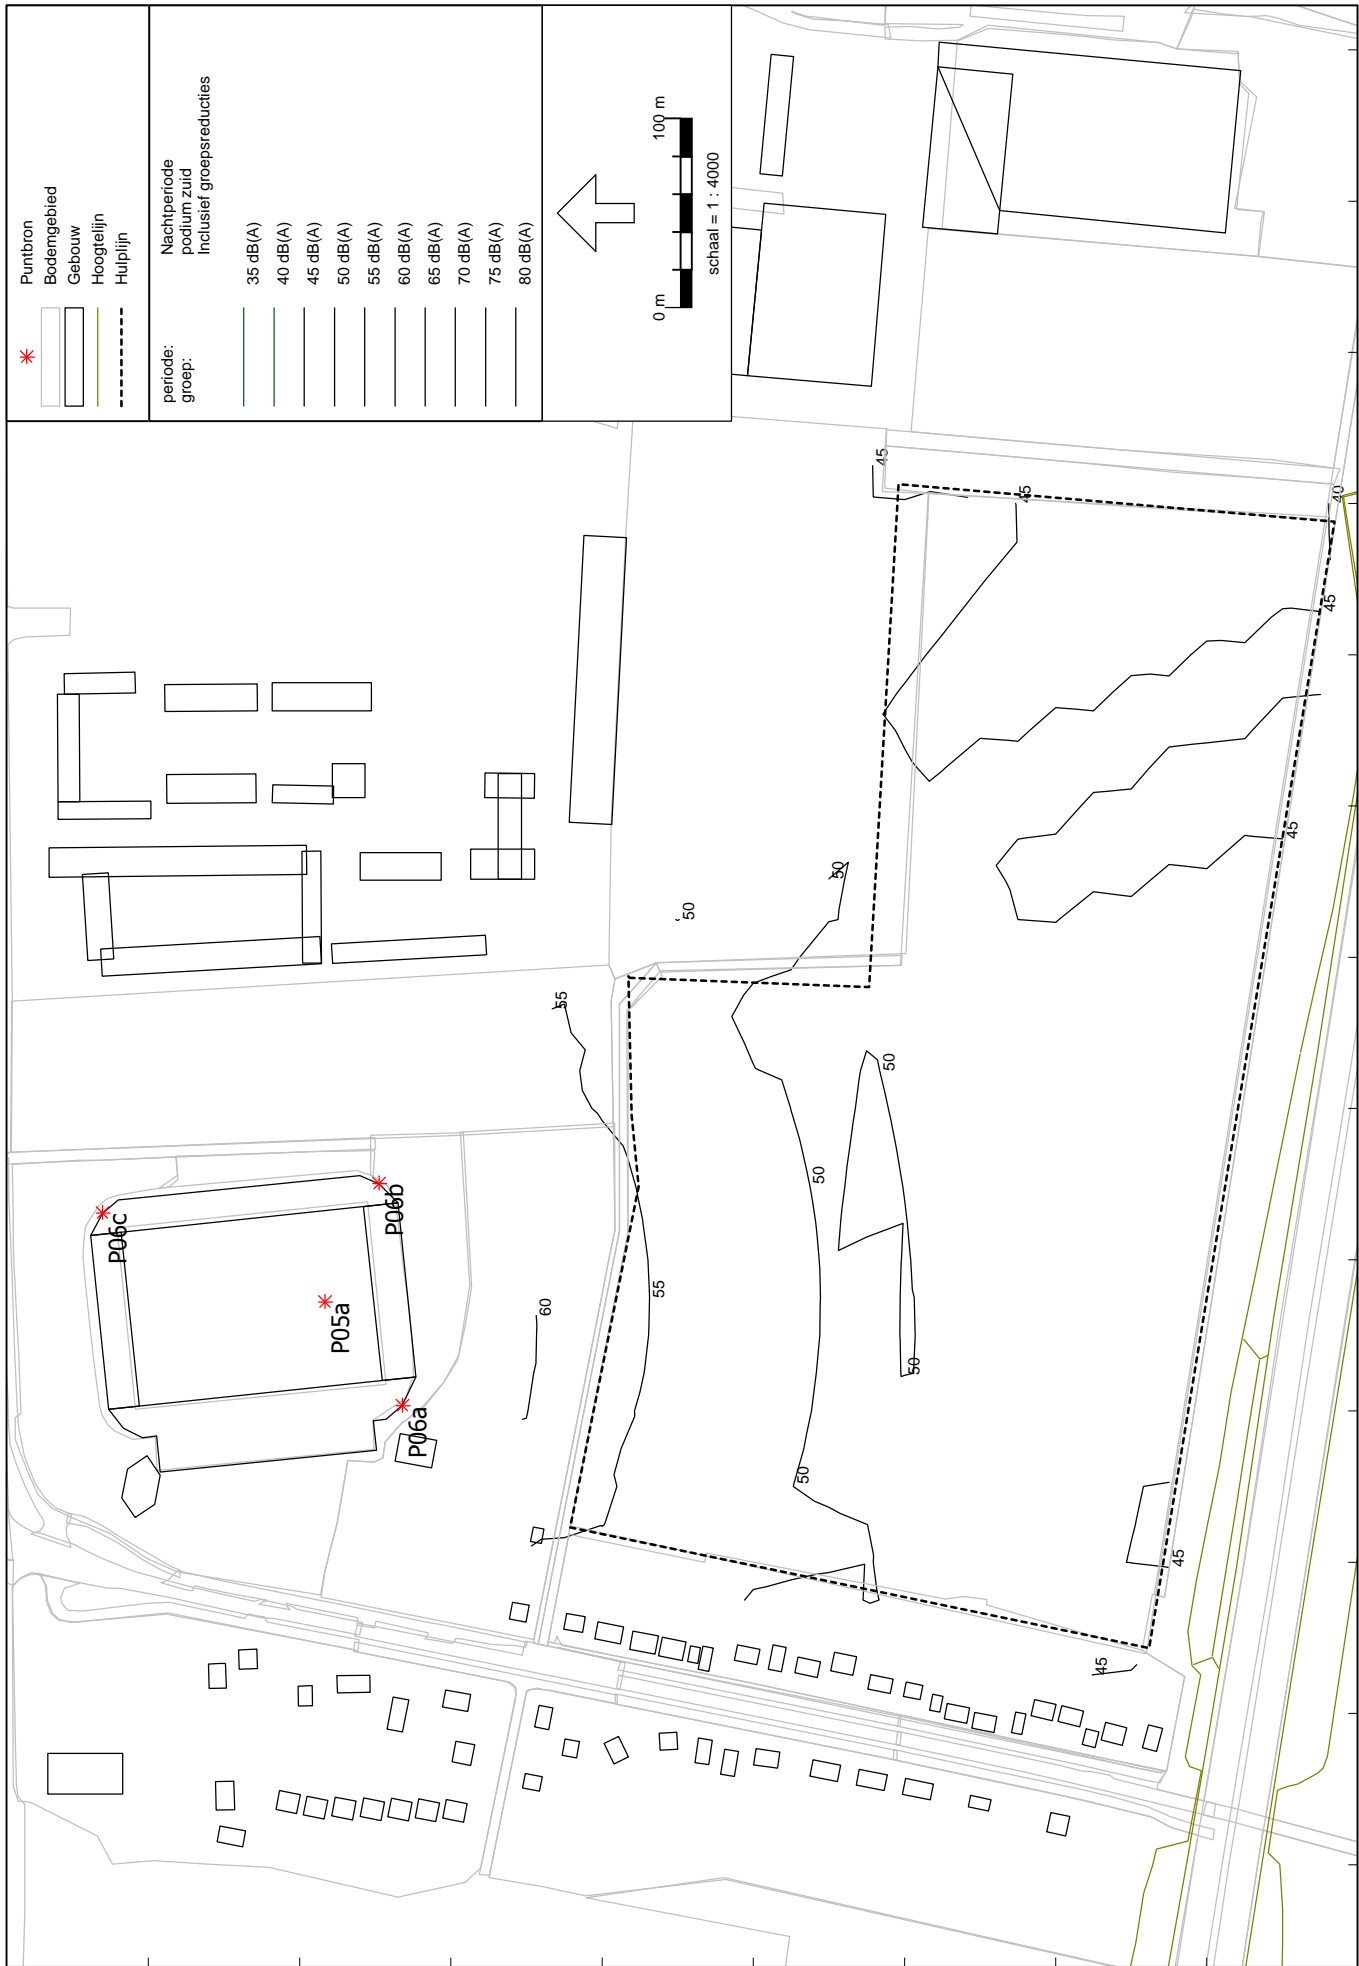 Puntbron
Bodemgebied
Gebouw
Hoogtelijn
Hulplijn
periode: Nachtperiode
groep: podium zuid
Inclusief groepsreducties
35 dB(A)
40 dB(A)
45 dB(A)
50 dB(A)
55 dB(A)
60 dB(A)
65 dB(A)
70 dB(A)
75 dB(A)
80 dB(A)
0 m 100 m
schaal = 1 : 4000
P06c
P06b
P05a
P06a
60
55
55
50
50
50
50
50
50
50
45
45
45
45
45
45
40